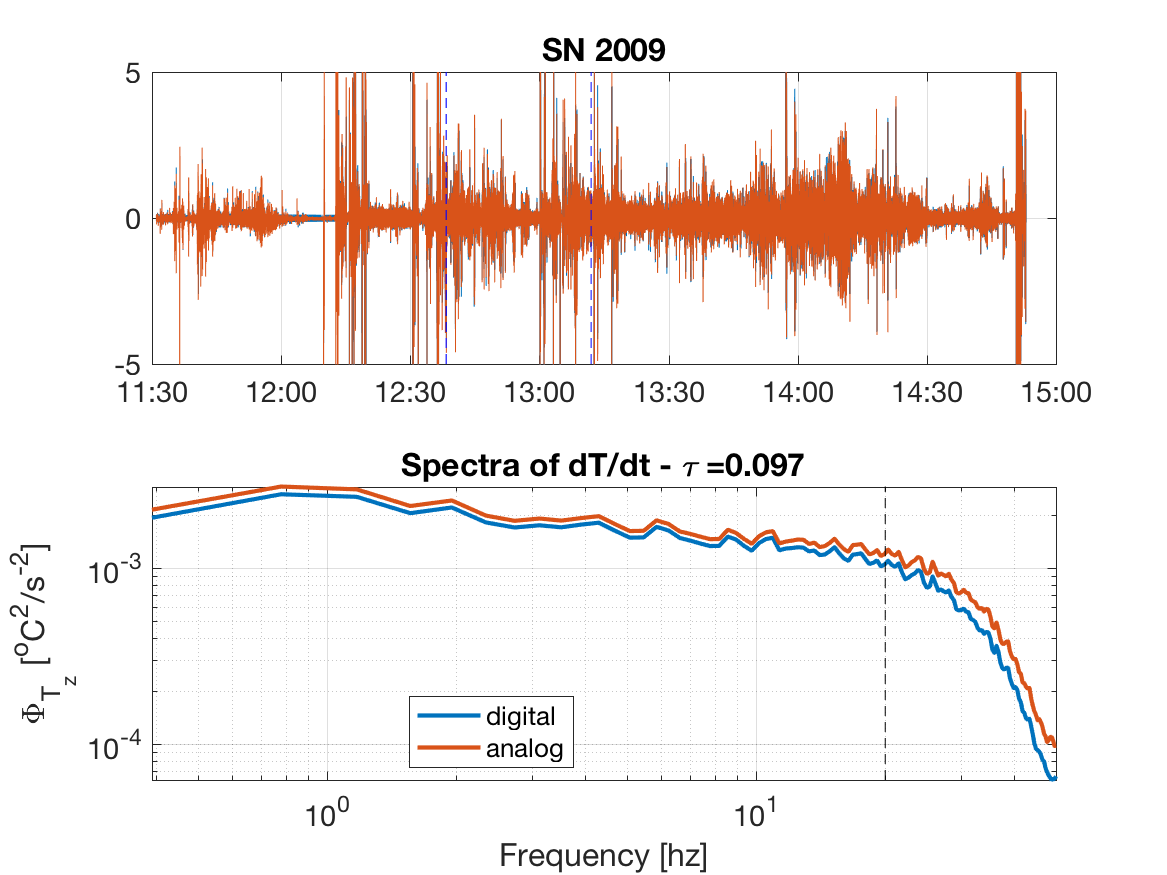 SN 2009
5
0
-5
11:30 12:00 12:30 13:00 13:30 14:00 14:30 15:00
Spectra of dT/dt - τ =0.097
Φ_{T_z} [°C²/s⁻²]
10⁻³
10⁻⁴
digital
analog
10⁰ 10¹
Frequency [hz]